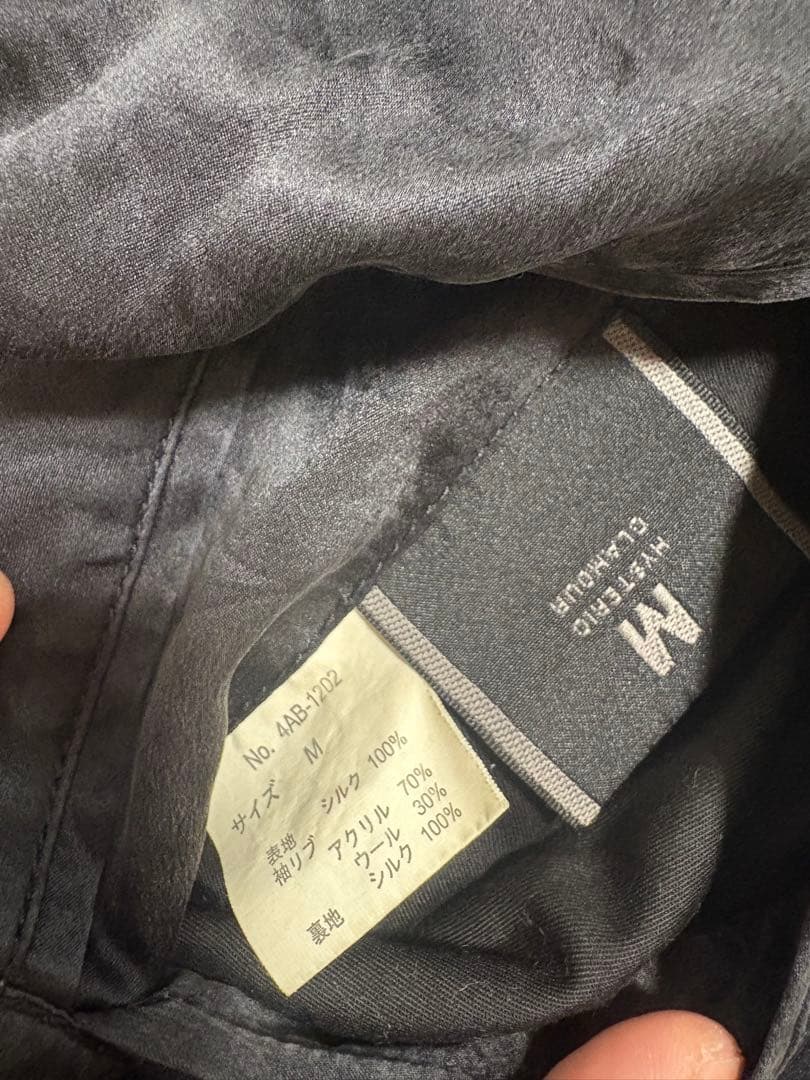 M
HYSTERIC
GLAMOUR
No. 4AB-1202
サイズ M
表地 シルク 100%
袖リブ アクリル 70%
ウール 30%
裏地 シルク 100%